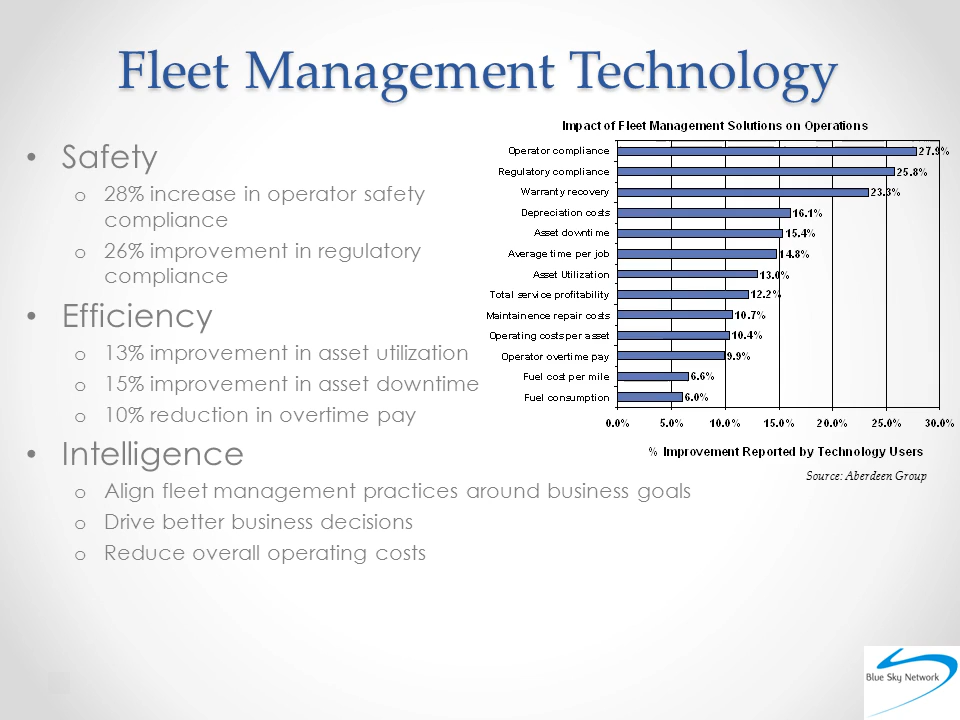 Fleet Management Technology
• Safety
o 28% increase in operator safety
compliance
o 26% improvement in regulatory
compliance
• Efficiency
o 13% improvement in asset utilization
o 15% improvement in asset downtime
o 10% reduction in overtime pay
• Intelligence
o Align fleet management practices around business goals
o Drive better business decisions
o Reduce overall operating costs
Impact of Fleet Management Solutions on Operations
Operator compliance 27.9%
Regulatory compliance 25.8%
Warranty recovery 23.3%
Depreciation costs 16.1%
Asset downtime 15.4%
Average time per job 14.8%
Asset Utilization 13.0%
Total service profitability 12.2%
Maintainence repair costs 10.7%
Operating costs per asset 10.4%
Operator overtime pay 9.9%
Fuel cost per mile 6.6%
Fuel consumption 6.0%
0.0% 5.0% 10.0% 15.0% 20.0% 25.0% 30.0%
% Improvement Reported by Technology Users
Source: Aberdeen Group
Blue Sky Network